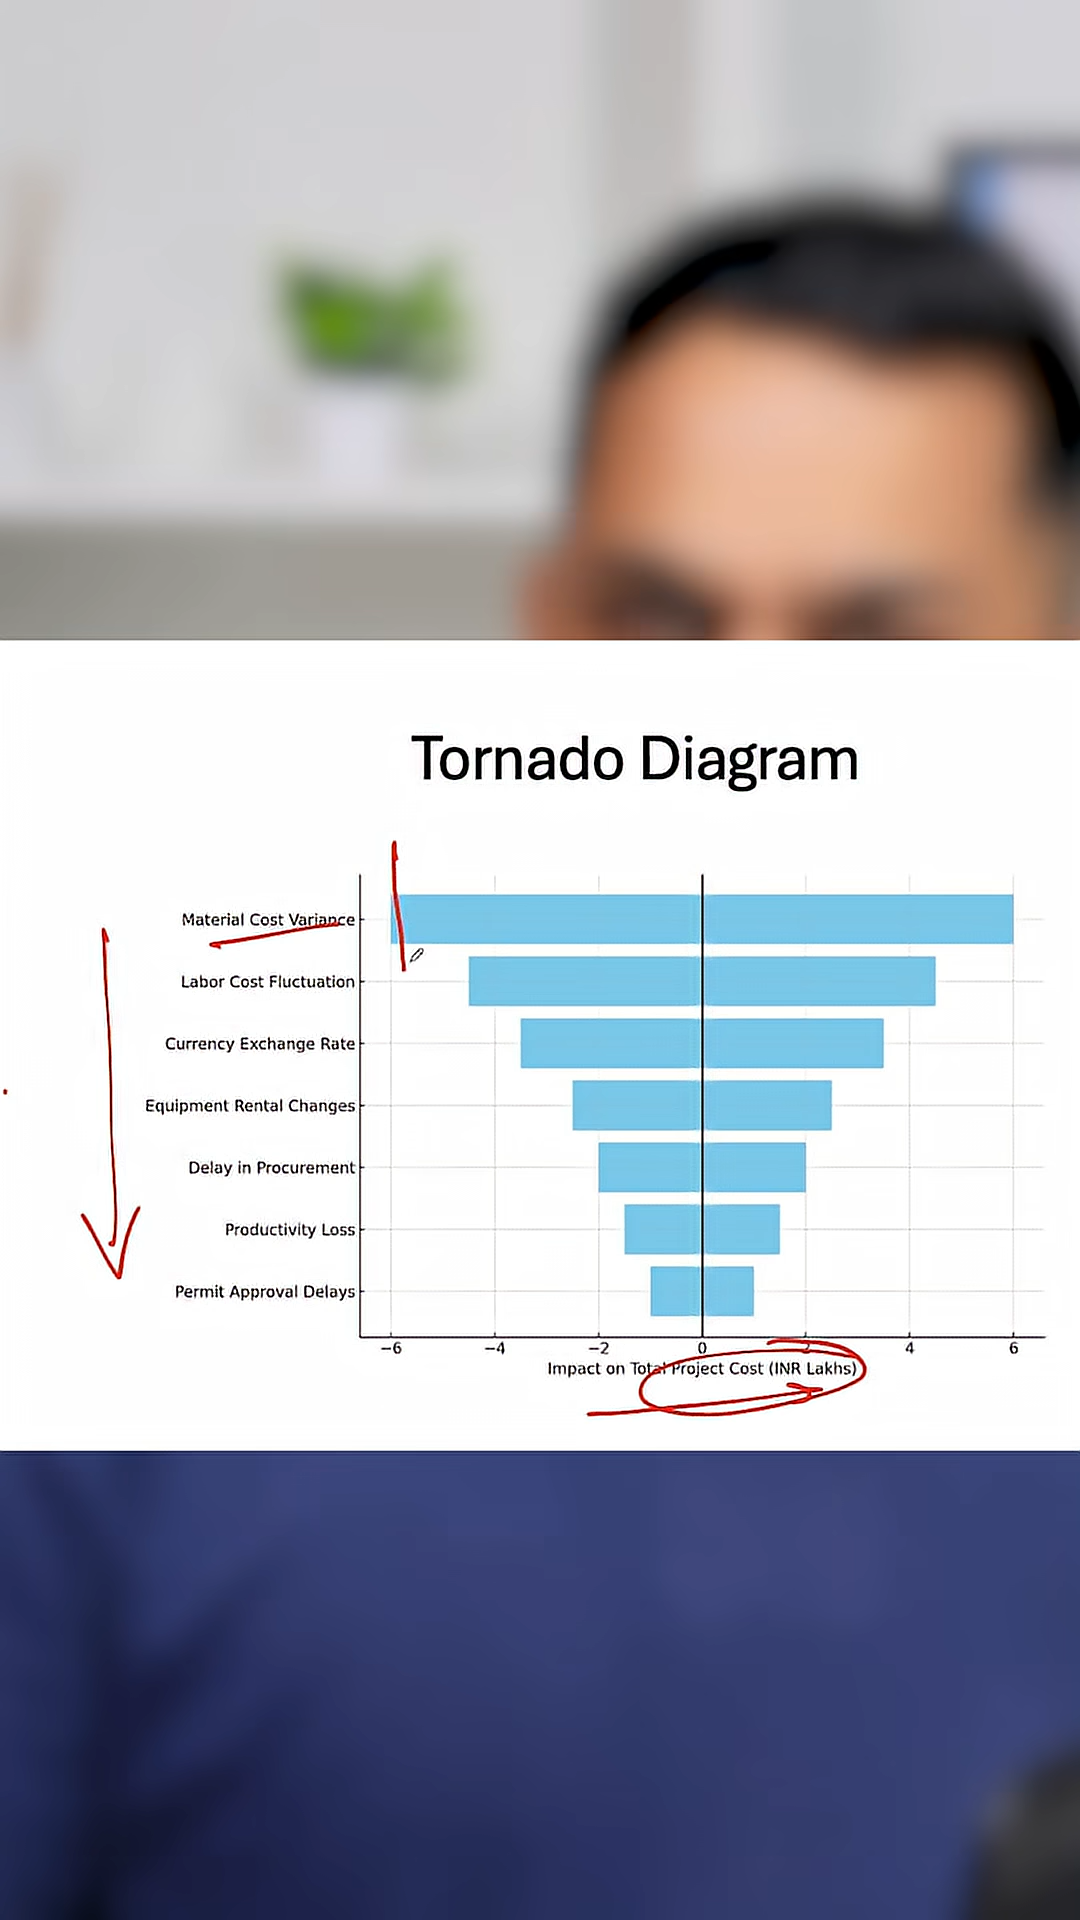 Tornado Diagram
Material Cost Variance
Labor Cost Fluctuation
Currency Exchange Rate
Equipment Rental Changes
Delay in Procurement
Productivity Loss
Permit Approval Delays
−6 −4 −2 0 2 4 6
Impact on Total Project Cost (INR Lakhs)